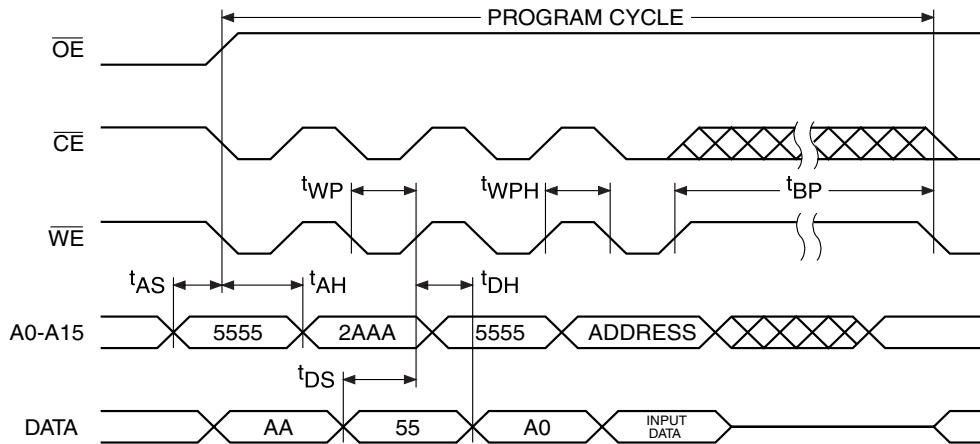 PROGRAM CYCLE
OE
CE
tWP
tWPH
tBP
WE
tAS
tAH
tDH
A0-A15
5555
2AAA
5555
ADDRESS
tDS
DATA
AA
55
A0
INPUT
DATA